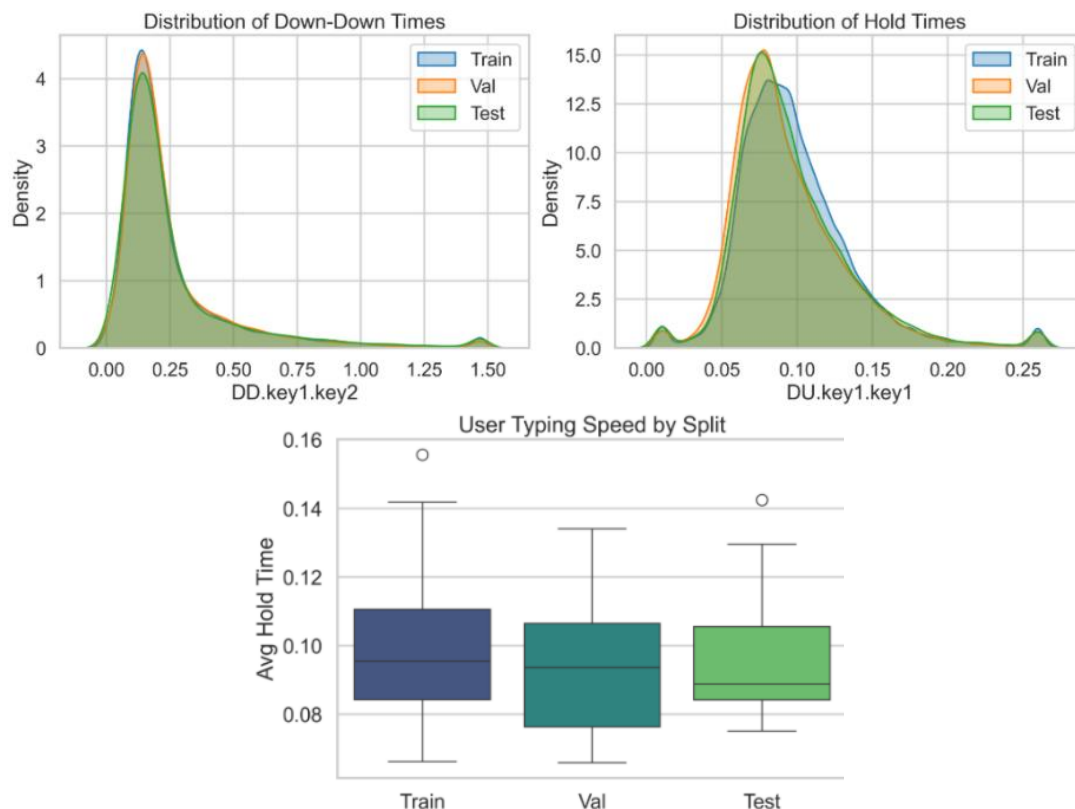 Distribution of Down-Down Times
Train
Val
Test
Density
4
3
2
1
0
0.00 0.25 0.50 0.75 1.00 1.25 1.50
DD.key1.key2
Distribution of Hold Times
Train
Val
Test
Density
15.0
12.5
10.0
7.5
5.0
2.5
0
0.00 0.05 0.10 0.15 0.20 0.25
DU.key1.key1
User Typing Speed by Split
Avg Hold Time
0.16
0.14
0.12
0.10
0.08
Train Val Test